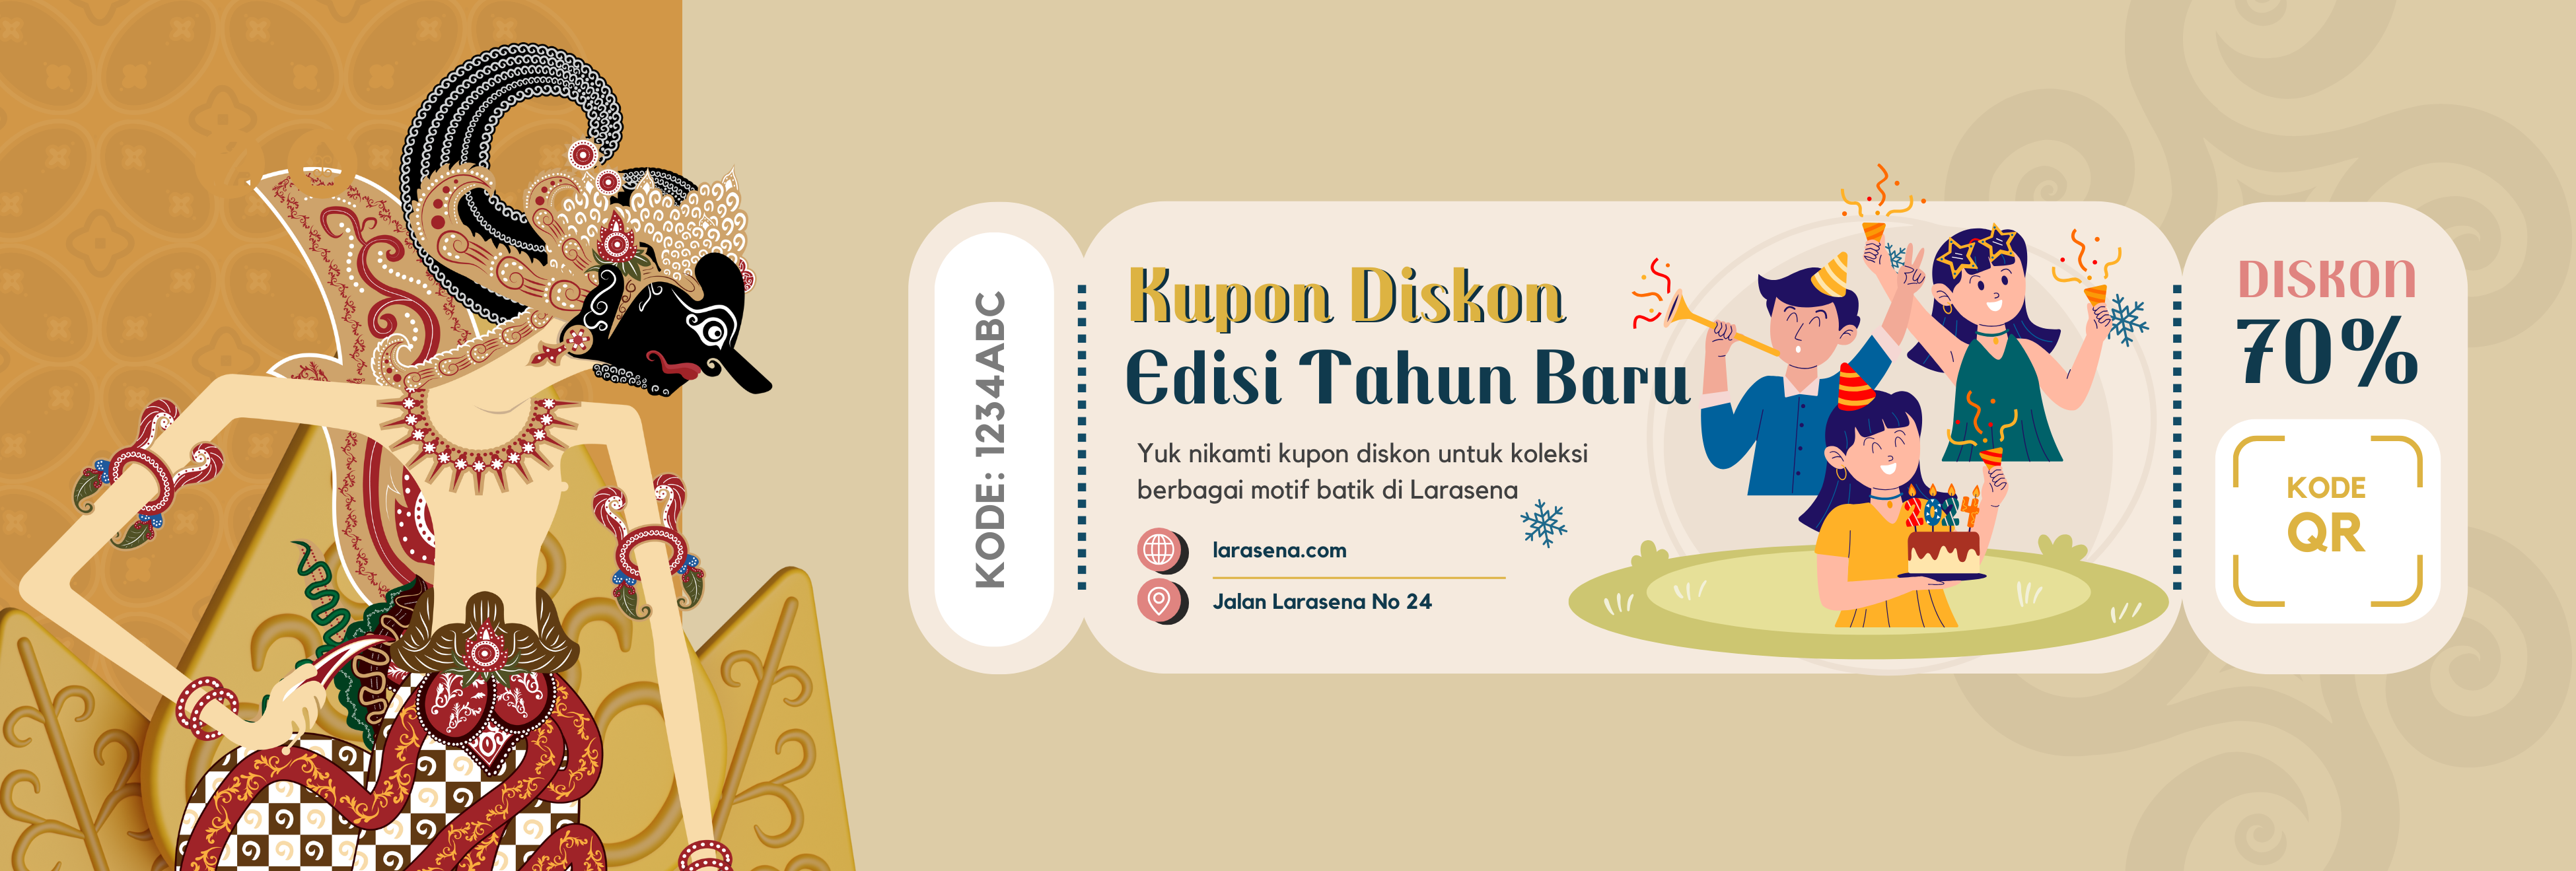 KODE: 1234ABC
Kupon Diskon
Edisi Tahun Baru
Yuk nikamti kupon diskon untuk koleksi
berbagai motif batik di Larasena
larasena.com
Jalan Larasena No 24
2024
DISKON
70%
KODE
QR